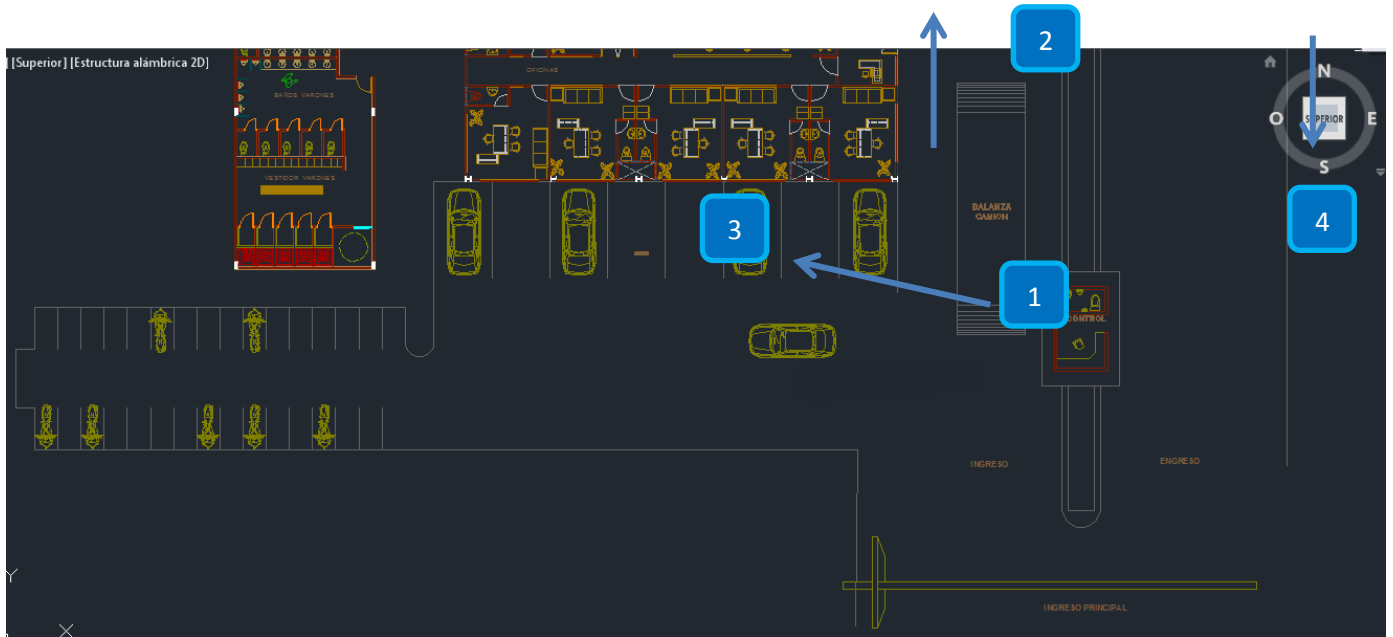 2
[Superior] [Estructura alámbrica 2D]
N
OFICINAS
BAÑOS VARONES
O
SUPERIOR
E
S
VESTIDOR VARONES
BALANZA
CAMION
3
4
1
CONTROL
INGRESO
ENGRESO
Y
INGRESO PRINCIPAL
X